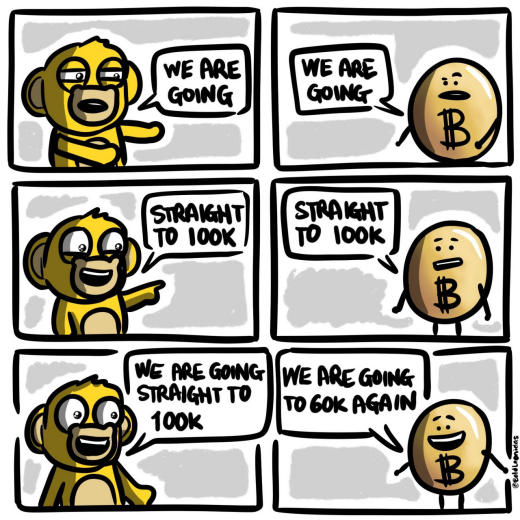 WE ARE
GOING
WE ARE
GOING
STRAIGHT
TO 100K
STRAIGHT
TO 100K
WE ARE GOING
STRAIGHT TO
100K
WE ARE GOING
TO 60K AGAIN